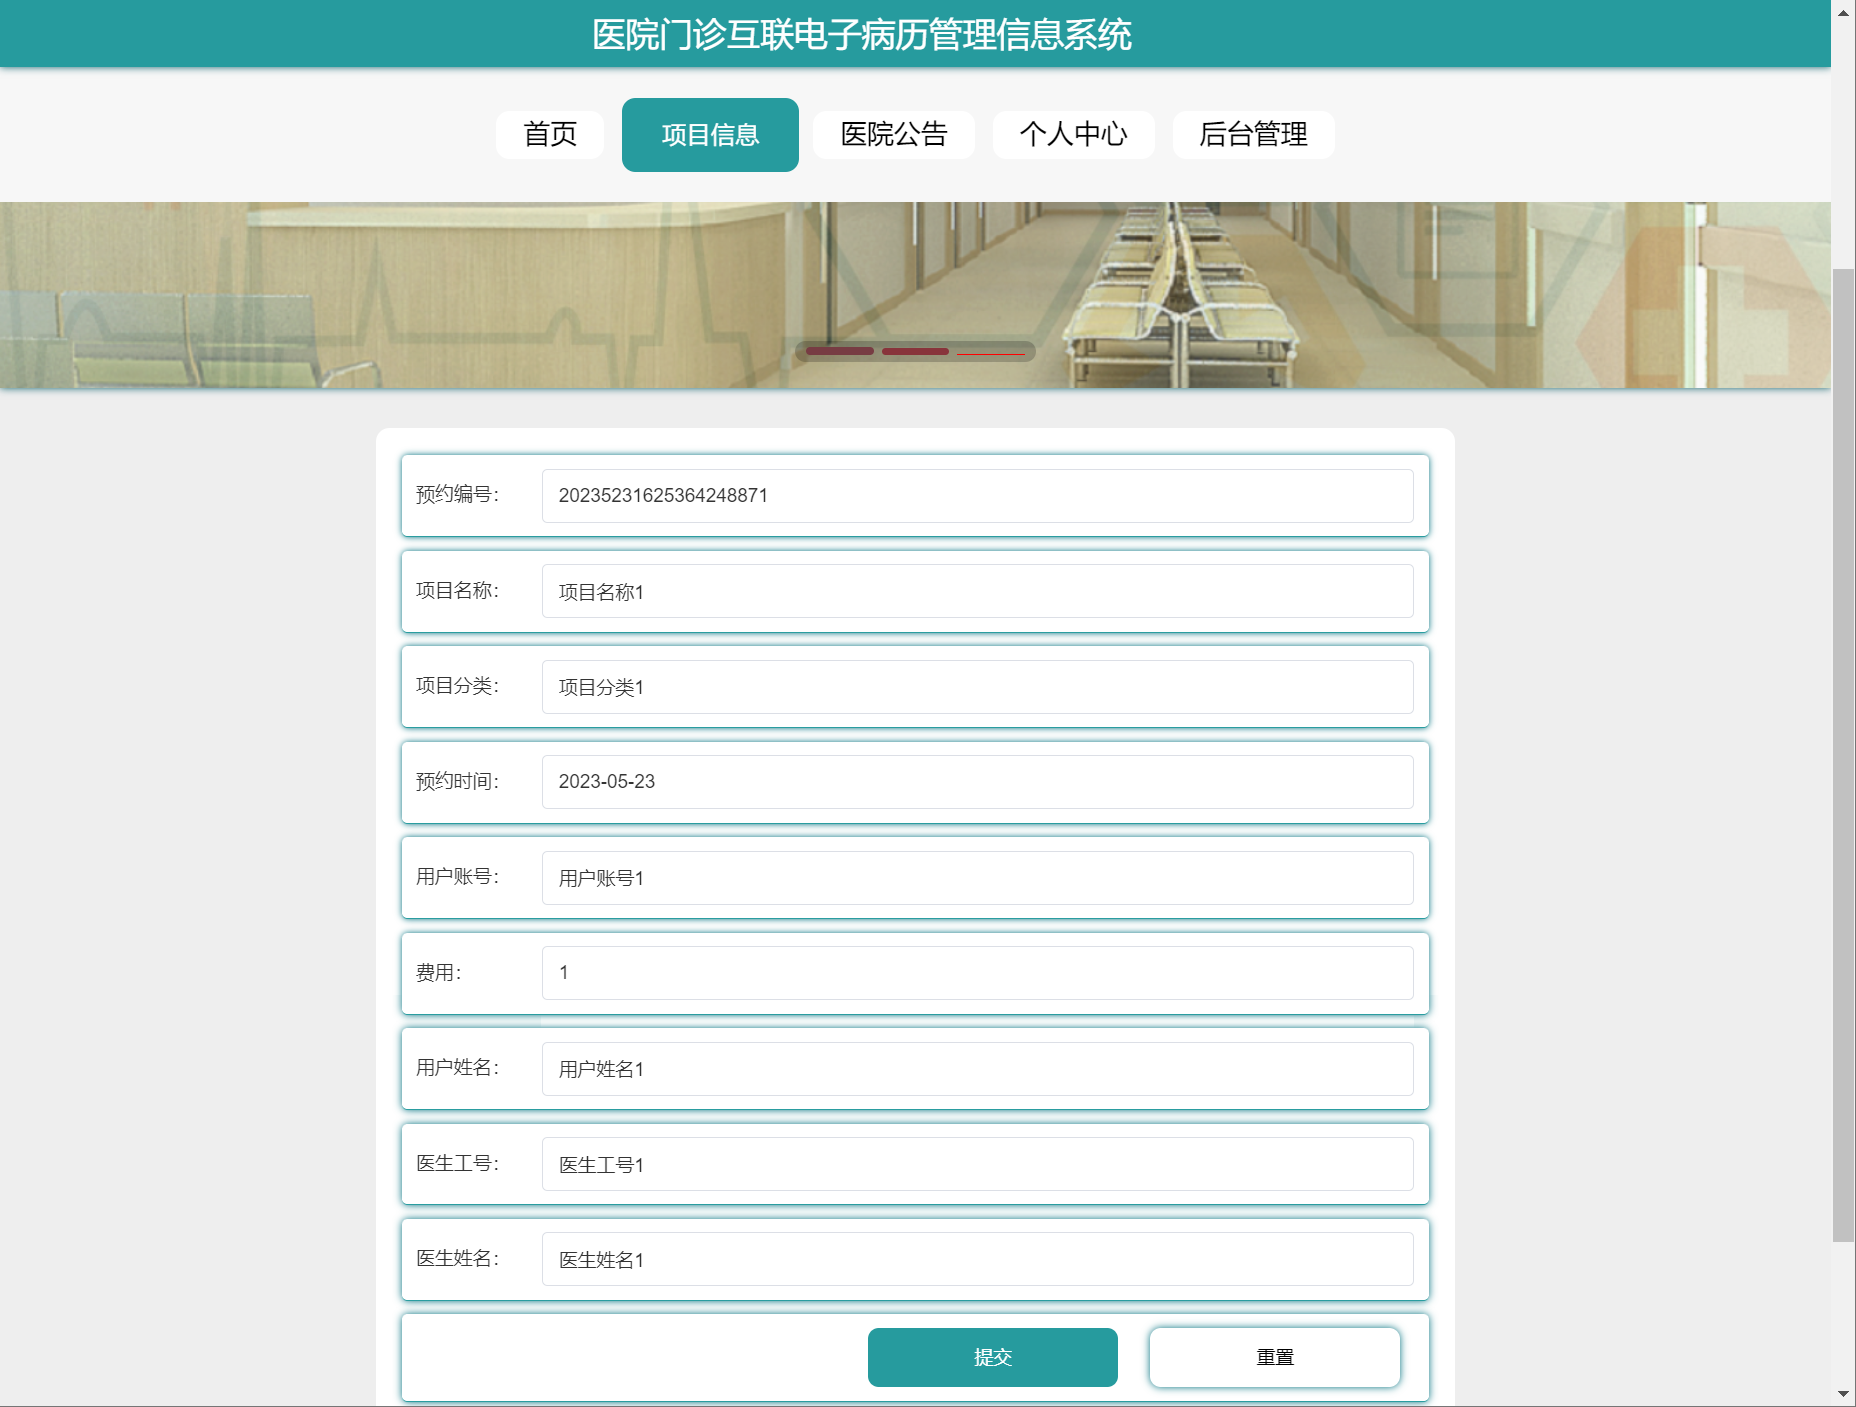 医院门诊互联电子病历管理信息系统
首页 项目信息 医院公告 个人中心 后台管理
预约编号： 20235231625364248871
项目名称： 项目名称1
项目分类： 项目分类1
预约时间： 2023-05-23
用户账号： 用户账号1
费用： 1
用户姓名： 用户姓名1
医生工号： 医生工号1
医生姓名： 医生姓名1
提交 重置